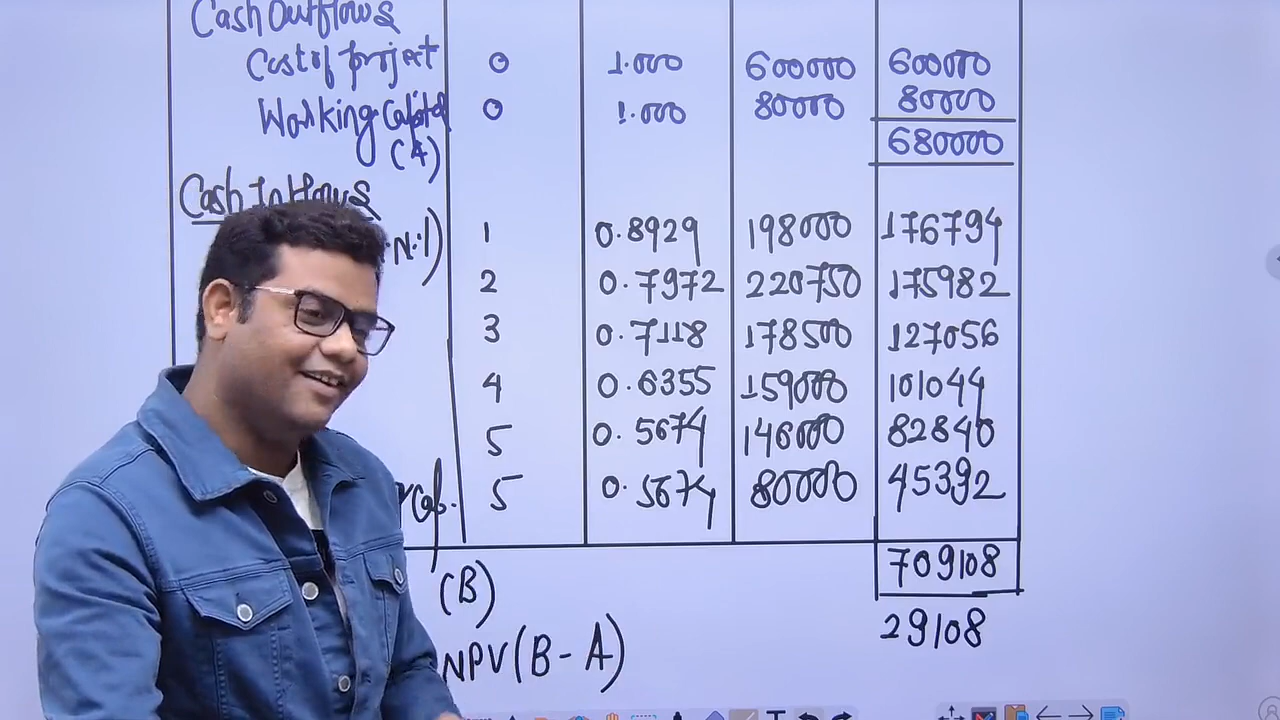 Cash Outflows
Cost of project 0 1.000 600000 600000
Working Capital 0 1.000 80000 80000
(A) 680000
Cash Inflows
1 0.8929 198000 176794
2 0.7972 220750 175982
3 0.7118 178500 127056
4 0.6355 159000 101044
5 0.5674 146000 82840
Cap. 5 0.5674 80000 45392
(B) 709108
NPV (B - A) 29108